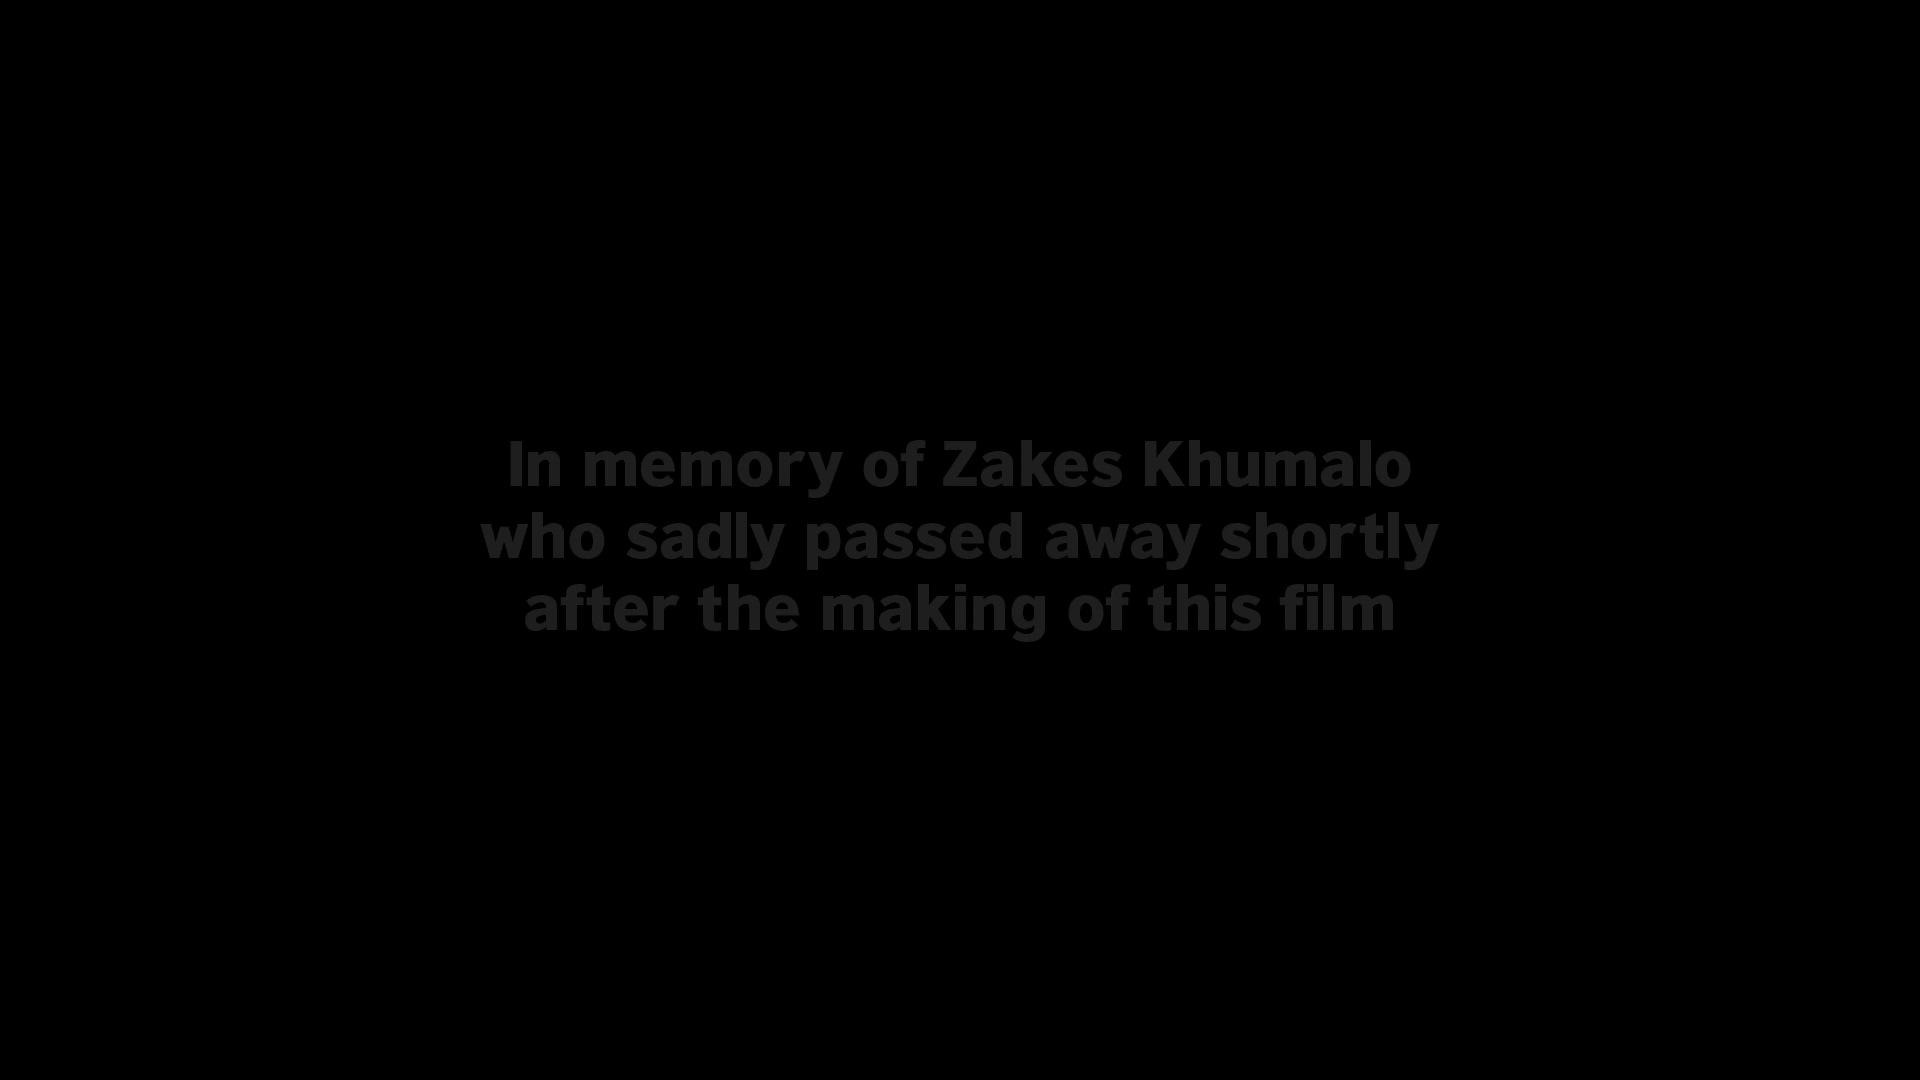 In memory of Zakes Khumalo
who sadly passed away shortly
after the making of this film